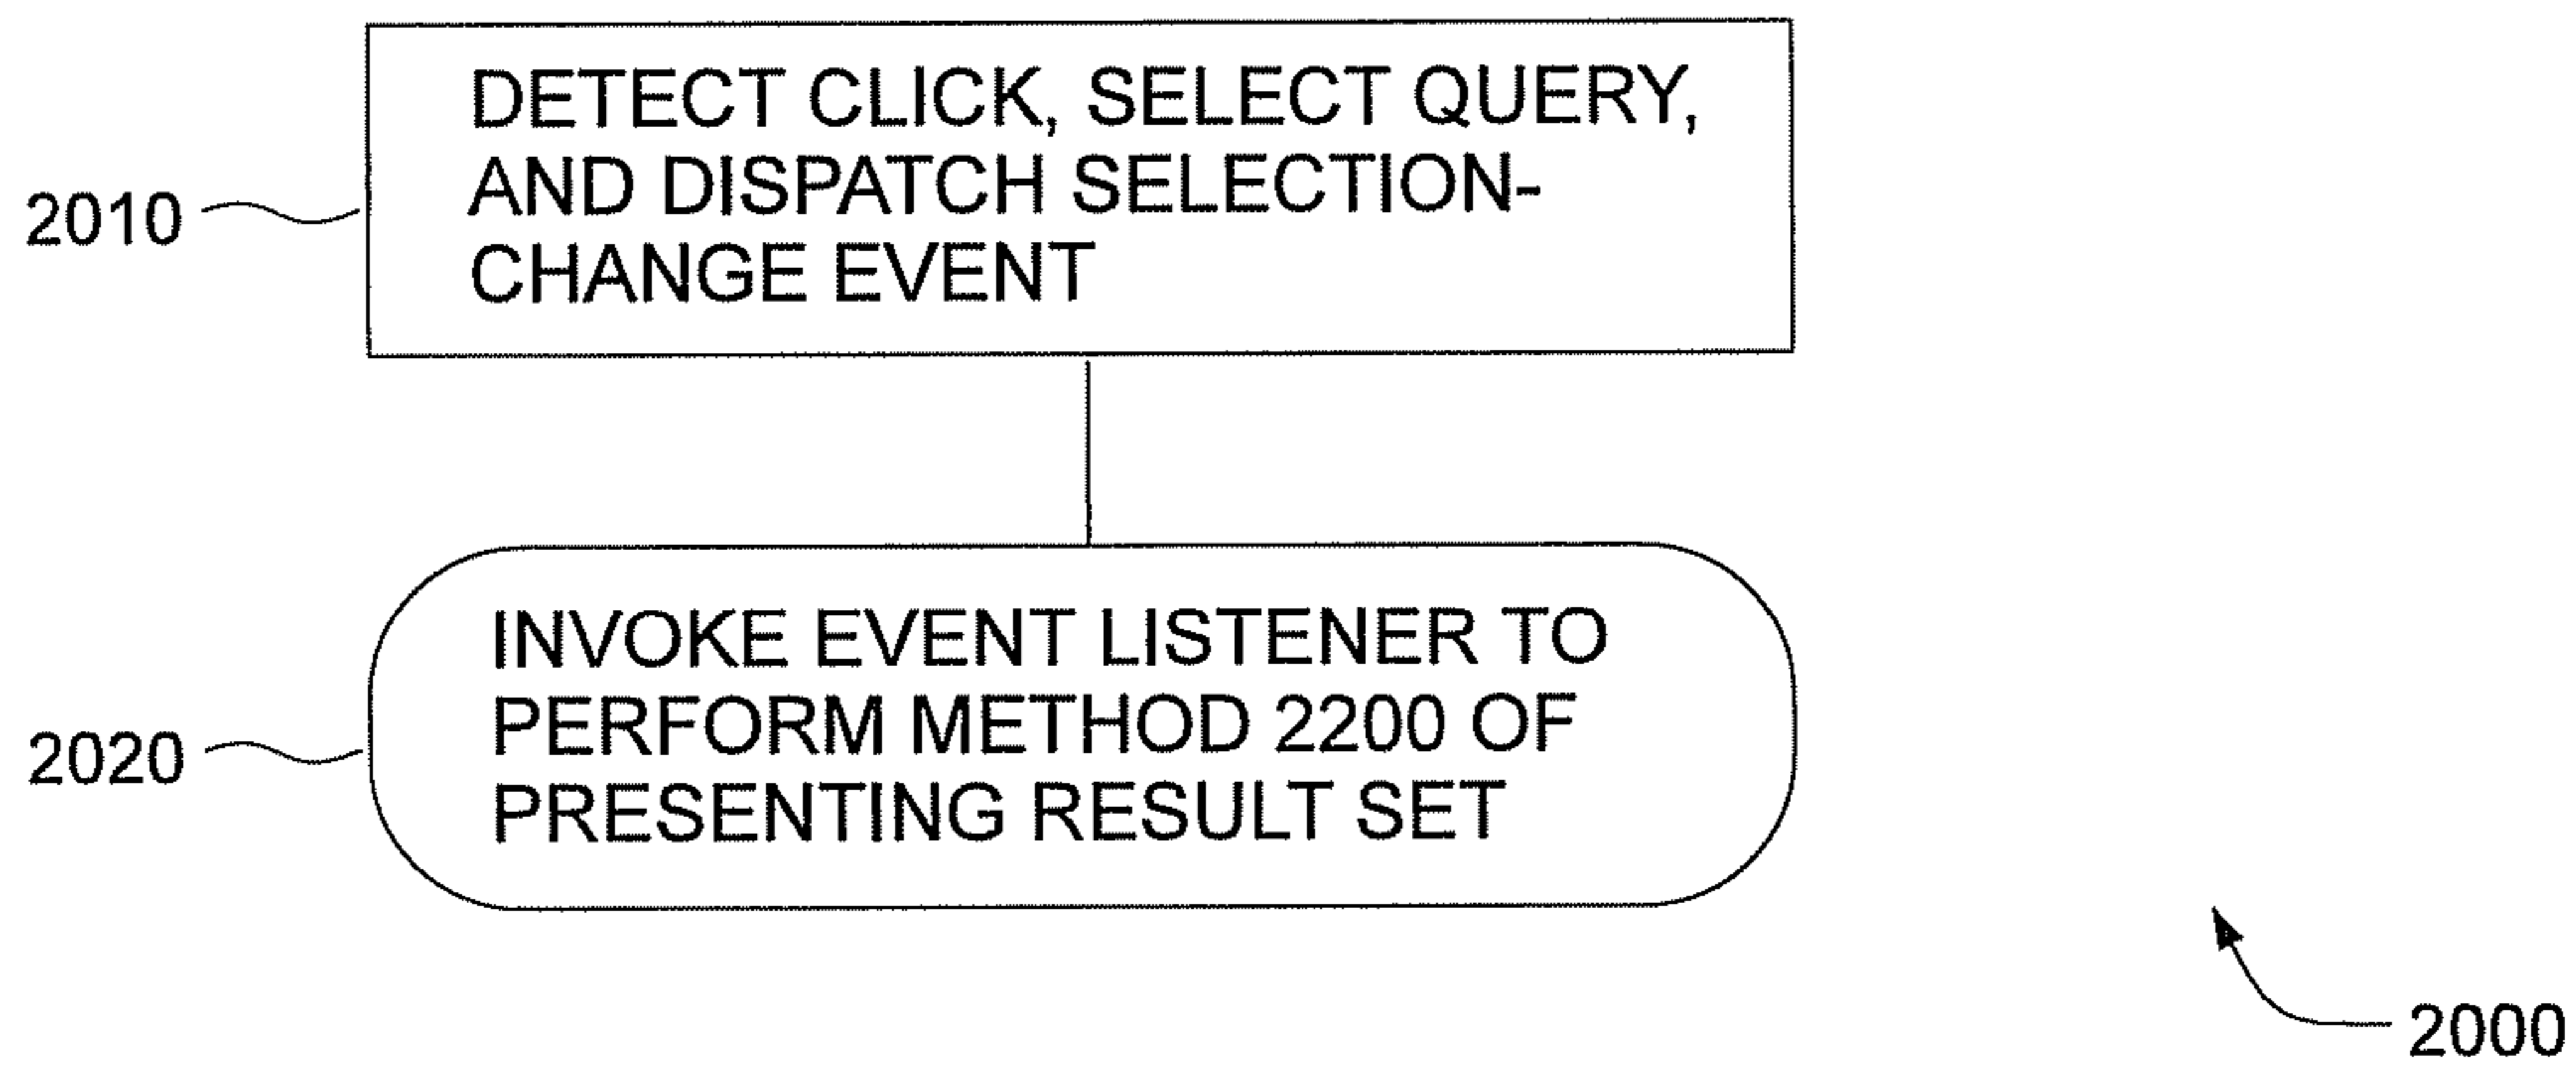 DETECT CLICK, SELECT QUERY,
AND DISPATCH SELECTION-
CHANGE EVENT
2010
INVOKE EVENT LISTENER TO
PERFORM METHOD 2200 OF
PRESENTING RESULT SET
2020
2000